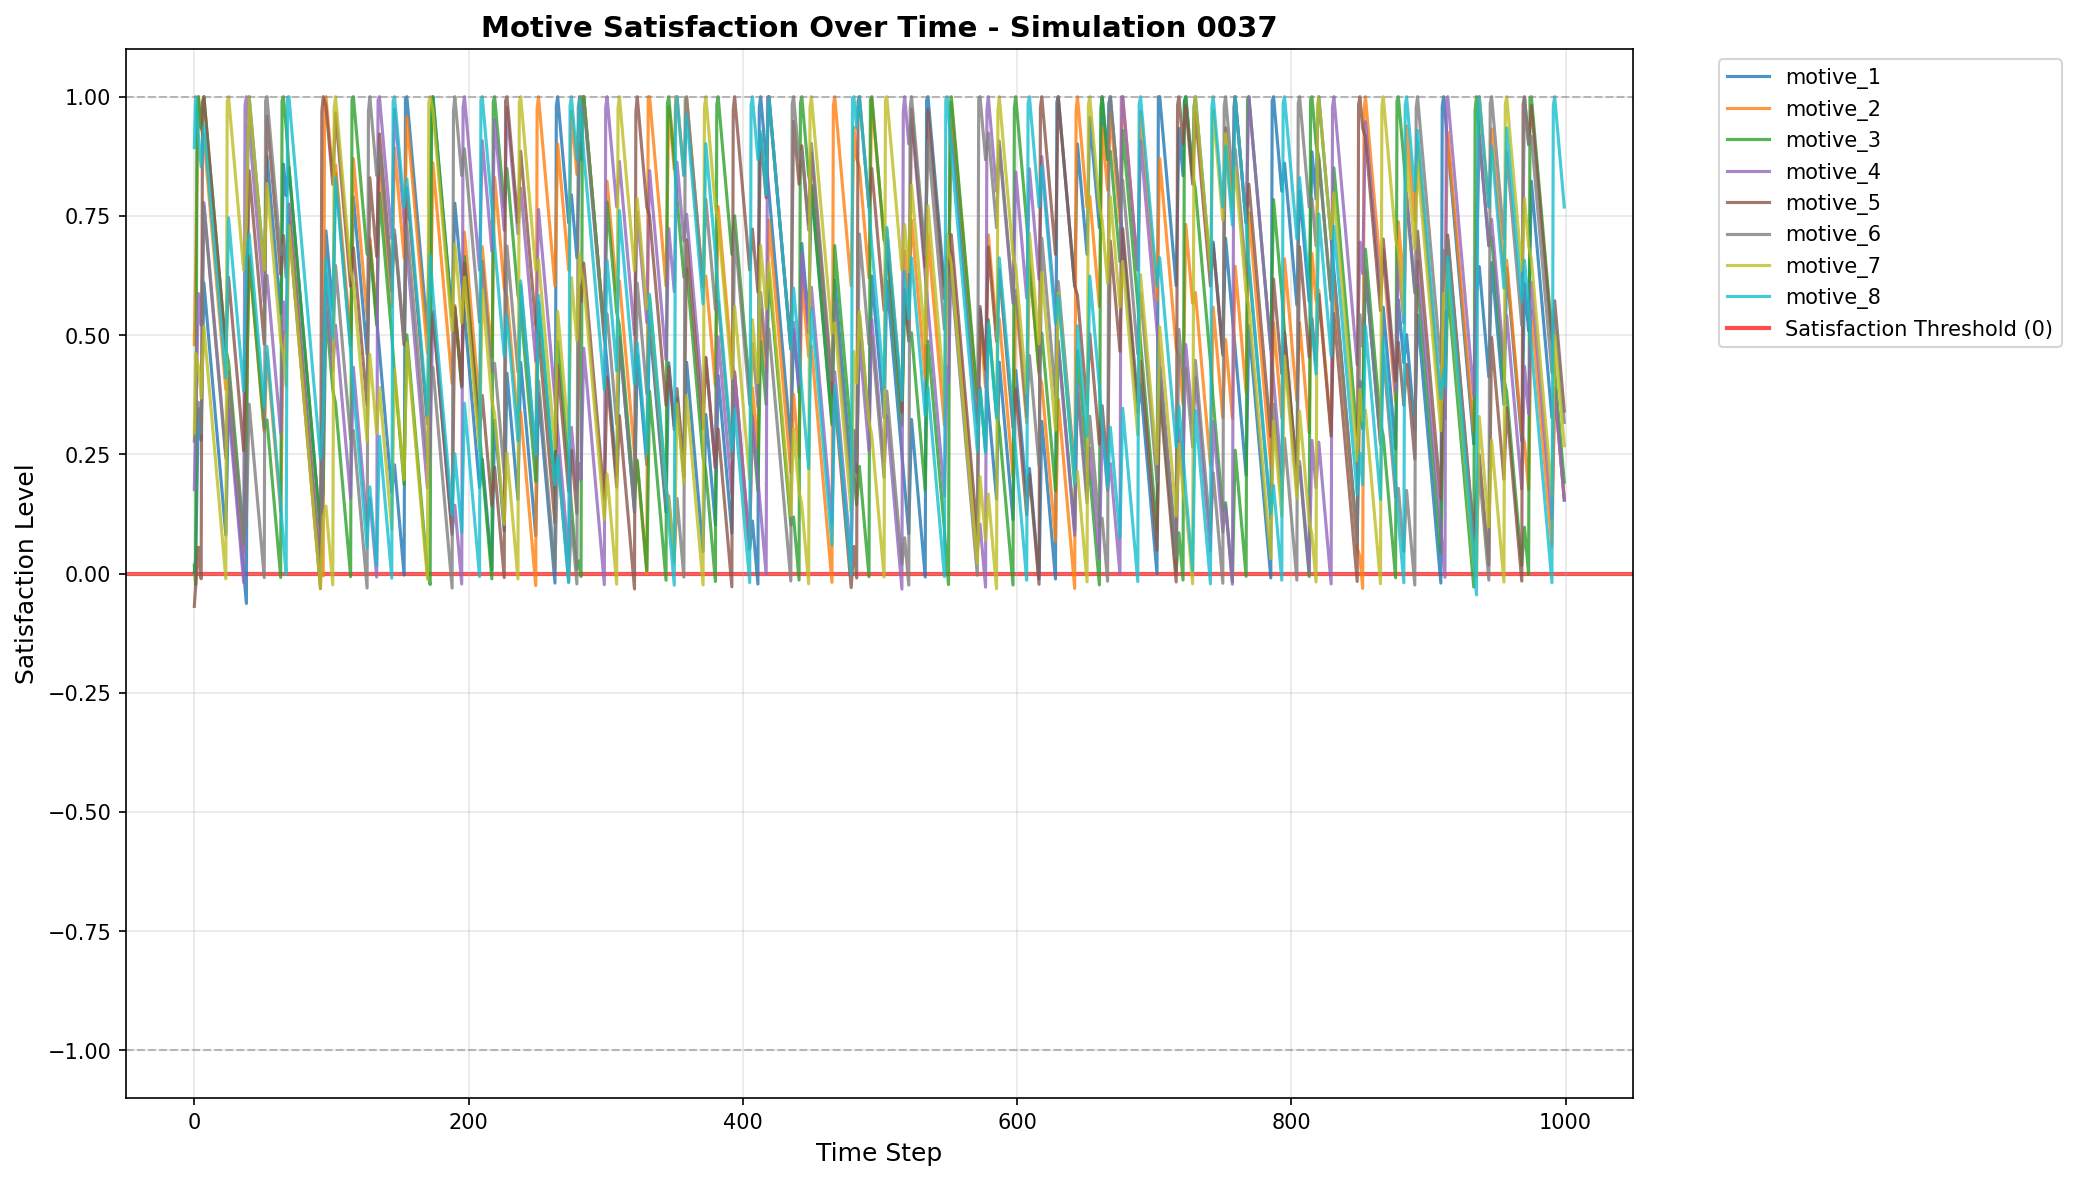 Motive Satisfaction Over Time - Simulation 0037
Satisfaction Level
1.00
0.75
0.50
0.25
0.00
−0.25
−0.50
−0.75
−1.00
0
200
400
600
800
1000
Time Step
motive_1
motive_2
motive_3
motive_4
motive_5
motive_6
motive_7
motive_8
Satisfaction Threshold (0)